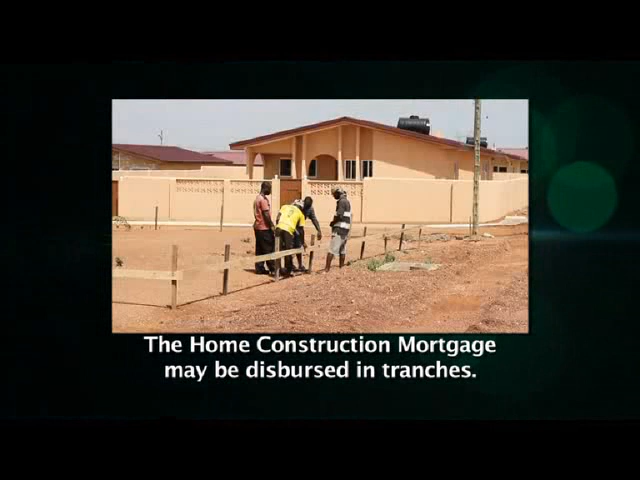 The Home Construction Mortgage
may be disbursed in tranches.